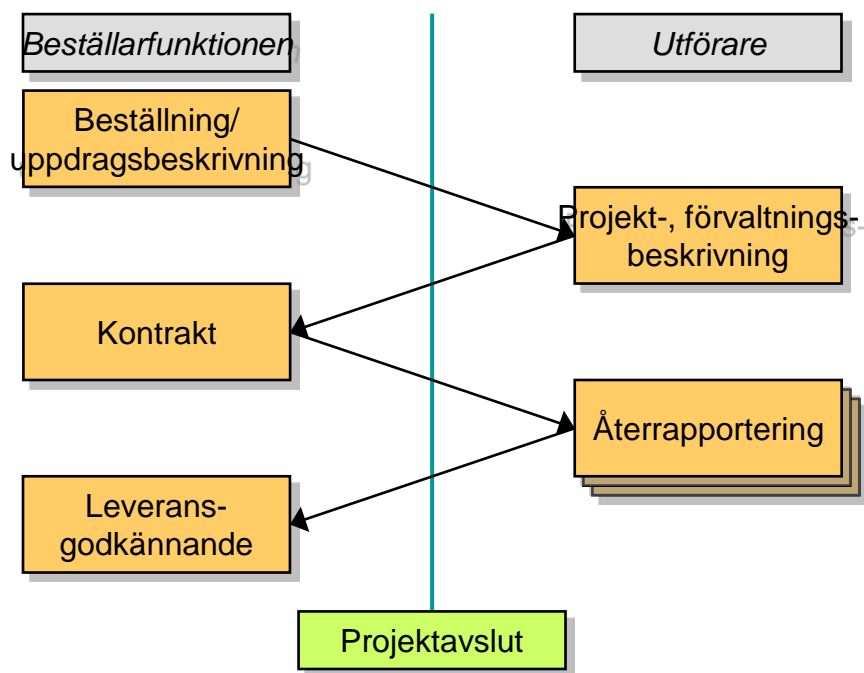 Beställarfunktionen
Utförare
Beställning/
uppdragsbeskrivning
Projekt-, förvaltnings-
beskrivning
Kontrakt
Återrapportering
Leverans-
godkännande
Projektavslut